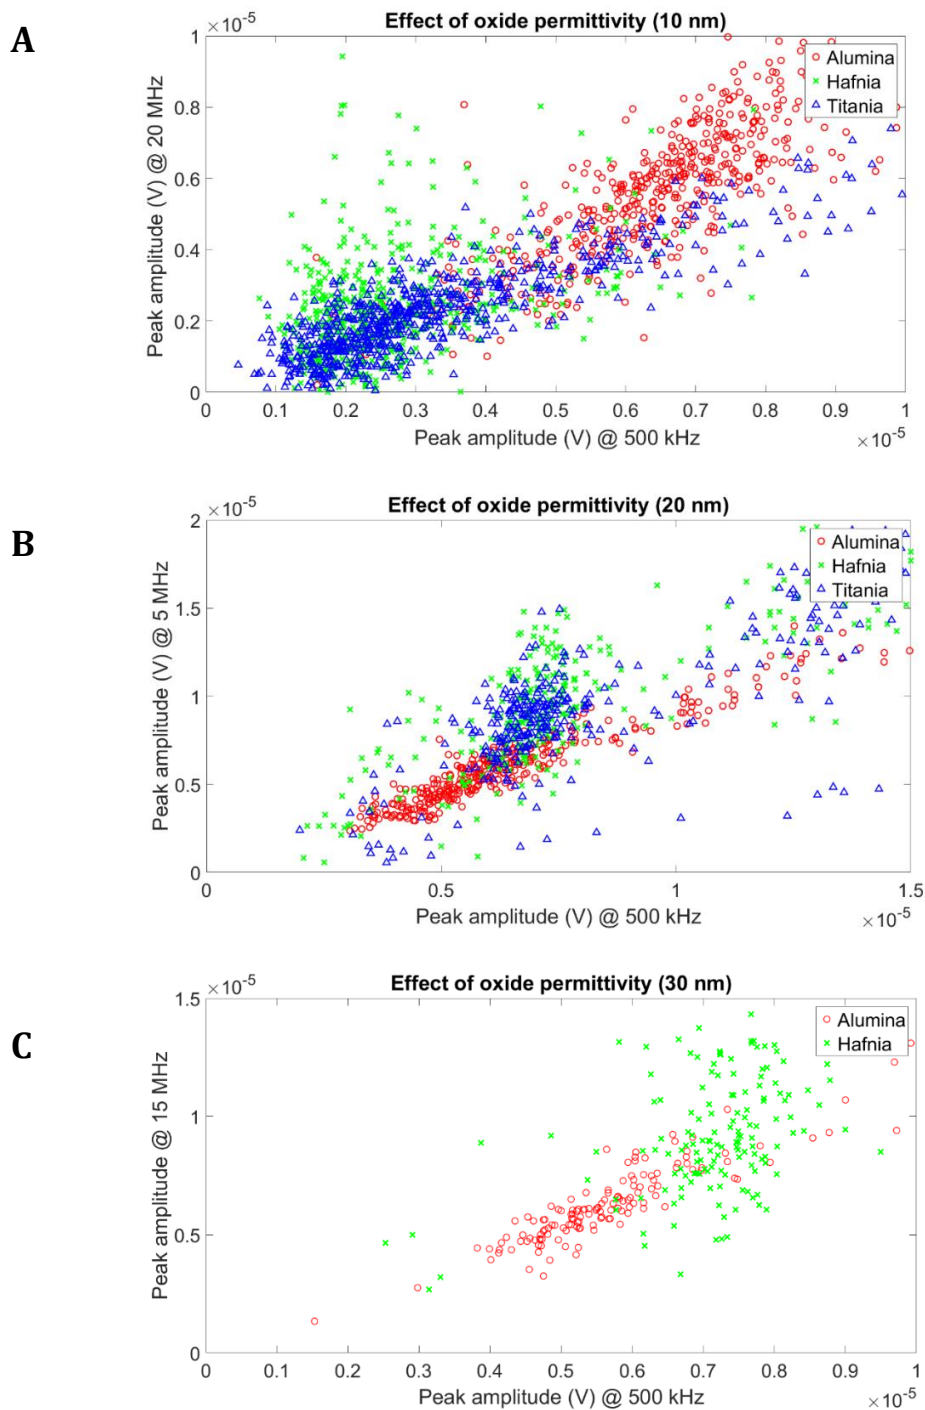 A
×10⁻⁵
Effect of oxide permittivity (10 nm)
Peak amplitude (V) @ 20 MHz
1
0.8
0.6
0.4
0.2
0
Alumina
Hafnia
Titania
0 0.1 0.2 0.3 0.4 0.5 0.6 0.7 0.8 0.9 1
Peak amplitude (V) @ 500 kHz
×10⁻⁵
B
×10⁻⁵
Effect of oxide permittivity (20 nm)
Peak amplitude (V) @ 5 MHz
2
1.5
1
0.5
0
Alumina
Hafnia
Titania
0 0.5 1 1.5
Peak amplitude (V) @ 500 kHz
×10⁻⁵
C
×10⁻⁵
Effect of oxide permittivity (30 nm)
Peak amplitude @ 15 MHz
1.5
1
0.5
0
Alumina
Hafnia
0 0.1 0.2 0.3 0.4 0.5 0.6 0.7 0.8 0.9 1
Peak amplitude (V) @ 500 kHz
×10⁻⁵